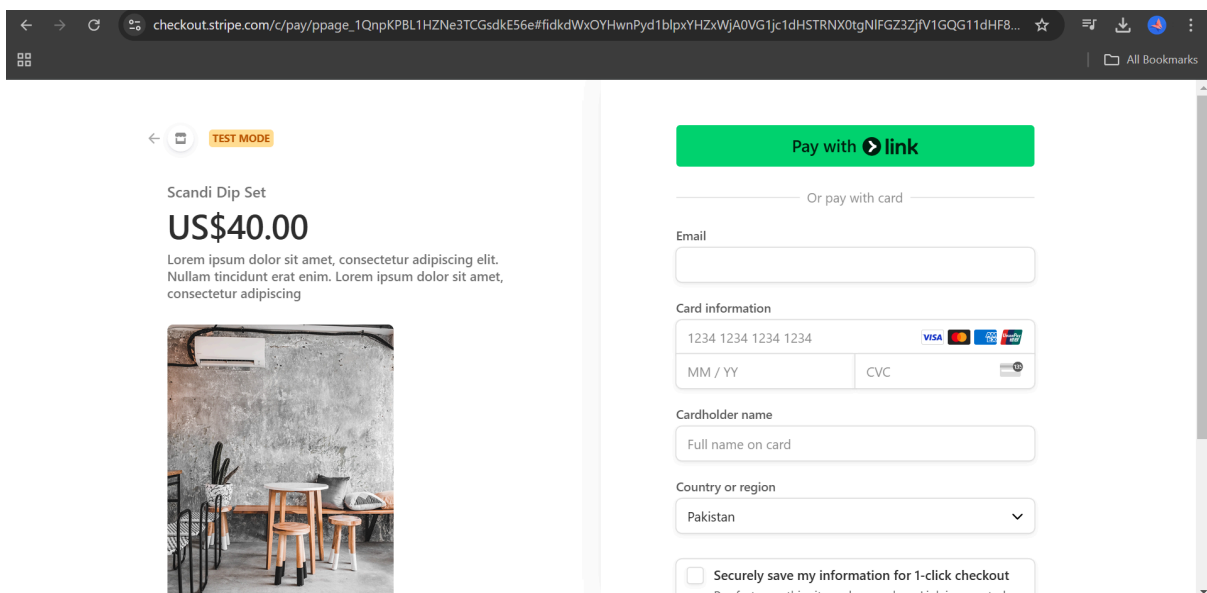 checkout.stripe.com/c/pay/ppage_1QnpKPBL1HZNe3TCGsdkE56e#fidkdWxOYHwnPyd1blpxYHZxWjA0VG1jc1dHSTRNX0tgNlFGZ3ZjfV1GQG11dHF8...
All Bookmarks
TEST MODE
Scandi Dip Set
US$40.00
Lorem ipsum dolor sit amet, consectetur adipiscing elit.
Nullam tincidunt erat enim. Lorem ipsum dolor sit amet,
consectetur adipiscing
Pay with link
Or pay with card
Email
Card information
1234 1234 1234 1234 VISA
MM / YY CVC 135
Cardholder name
Full name on card
Country or region
Pakistan
Securely save my information for 1-click checkout